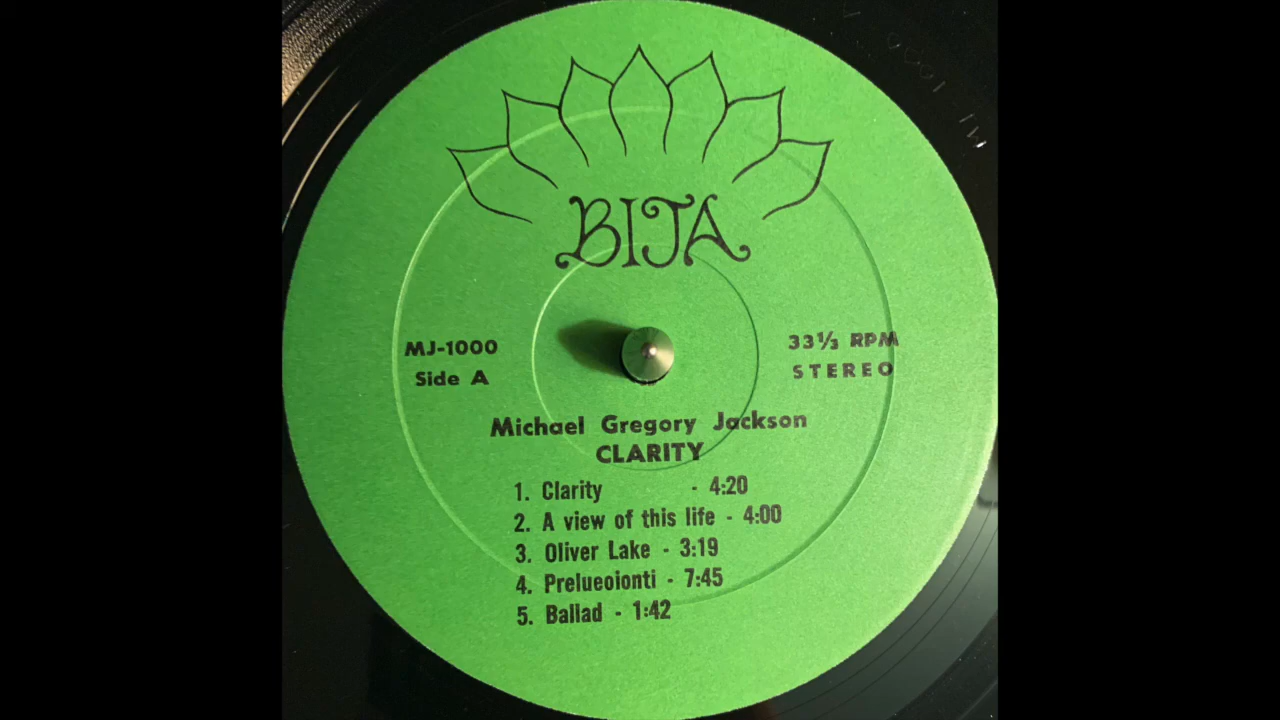 BIJA
MJ-1000
Side A
33⅓ RPM
STEREO
Michael Gregory Jackson
CLARITY
1. Clarity - 4:20
2. A view of this life - 4:00
3. Oliver Lake - 3:19
4. Prelueoionti - 7:45
5. Ballad - 1:42